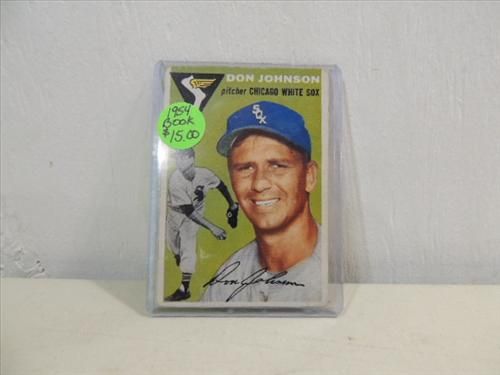 DON JOHNSON
pitcher CHICAGO WHITE SOX
1954
BOOK
$15.00
SOX
Don Johnson